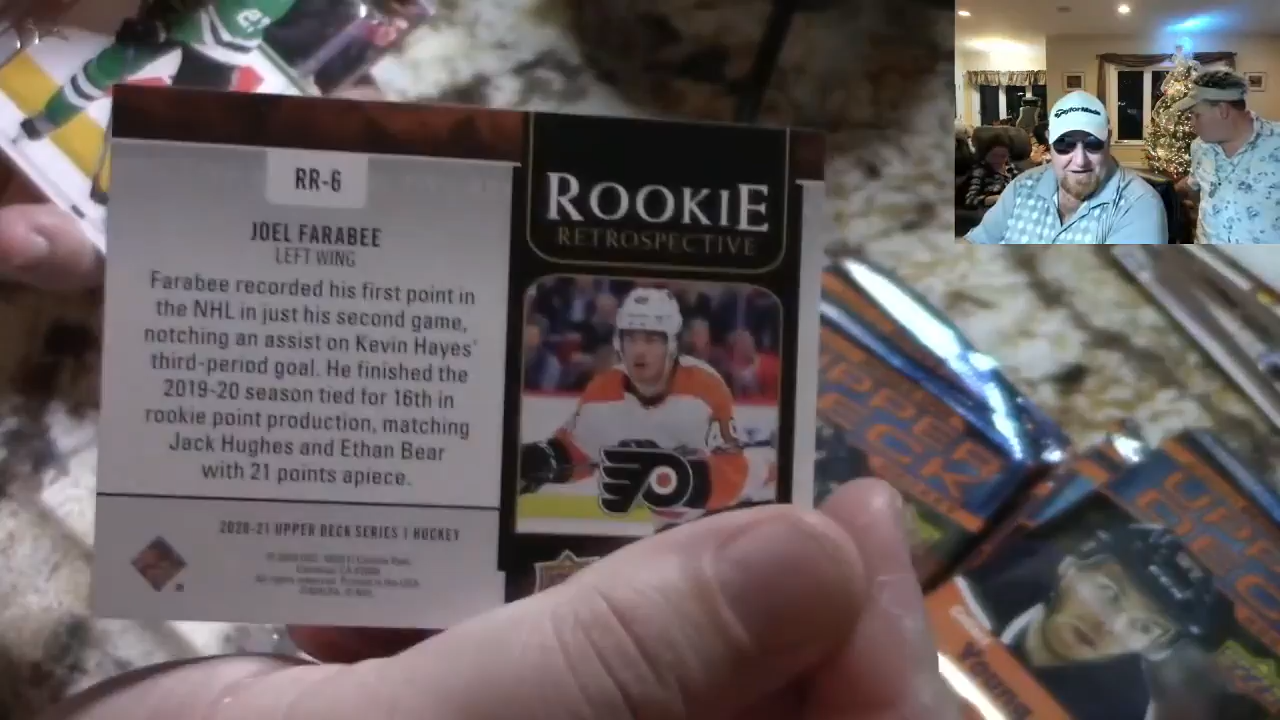 RR-6
JOEL FARABEE
LEFT WING
Farabee recorded his first point in
the NHL in just his second game,
notching an assist on Kevin Hayes'
third-period goal. He finished the
2019-20 season tied for 16th in
rookie point production, matching
Jack Hughes and Ethan Bear
with 21 points apiece.
2020-21 UPPER DECK SERIES 1 HOCKEY
ROOKIE
RETROSPECTIVE
TaylorMade
UPPER
DECK